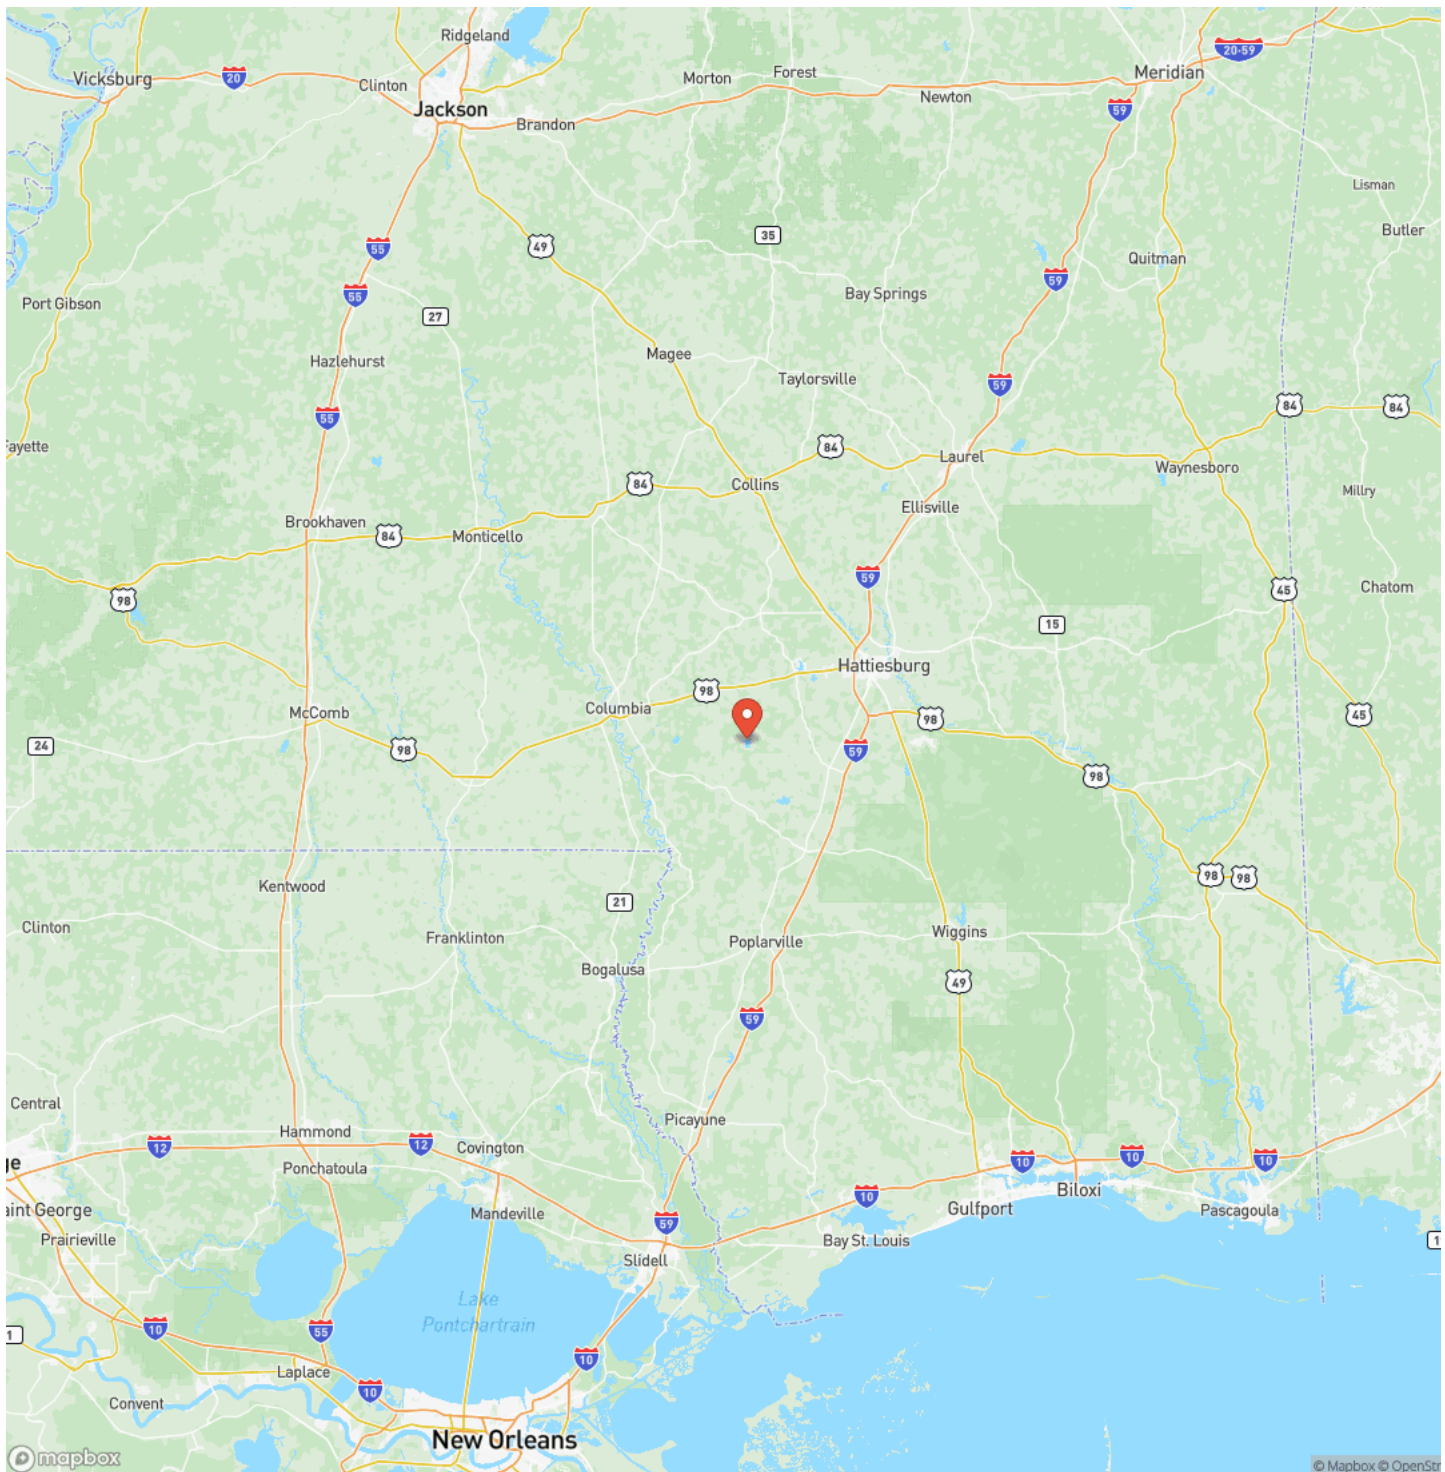 Ridgeland
Vicksburg
20
Clinton
Morton
Forest
Meridian
20-59
Newton
Jackson
Brandon
59
Lisman
Butler
35
55
49
Quitman
59
Port Gibson
55
Bay Springs
27
Hazlehurst
Magee
Taylorsville
59
55
84
84
Fayette
84
Laurel
Waynesboro
84
Collins
Millry
Ellisville
Brookhaven
84
Monticello
59
98
45
Chatom
15
Hattiesburg
98
Columbia
McComb
98
45
24
98
59
98
Kentwood
98
98
21
Clinton
Franklinton
Poplarville
Wiggins
Bogalusa
49
59
Central
Picayune
Hammond
12
12
Covington
10
10
10
ge
Ponchatoula
10
Biloxi
aint George
Mandeville
Gulfport
Pascagoula
59
Prairieville
Bay St. Louis
1
Slidell
Lake
Pontchartrain
10
55
1
10
Laplace
10
Convent
New Orleans
mapbox
© Mapbox © OpenStr